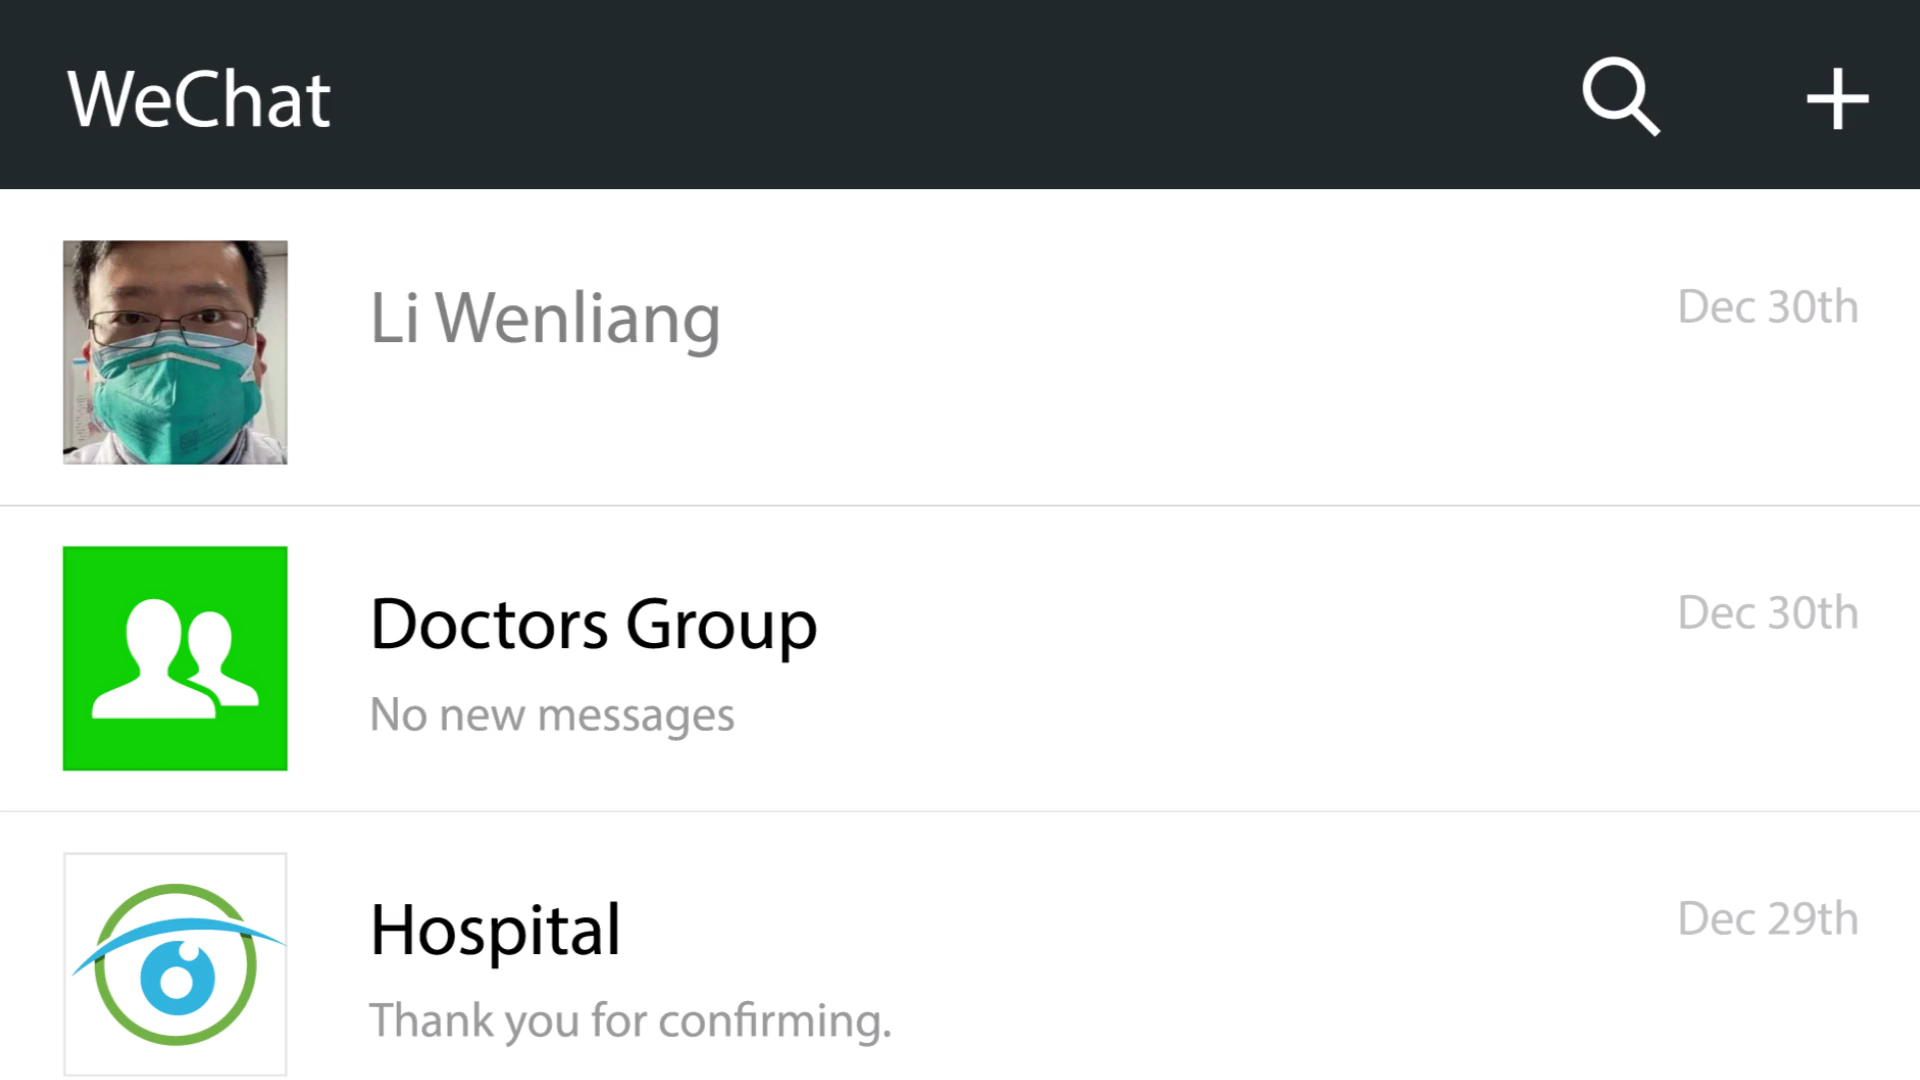 WeChat
Li Wenliang
Dec 30th
Doctors Group
Dec 30th
No new messages
Hospital
Dec 29th
Thank you for confirming.